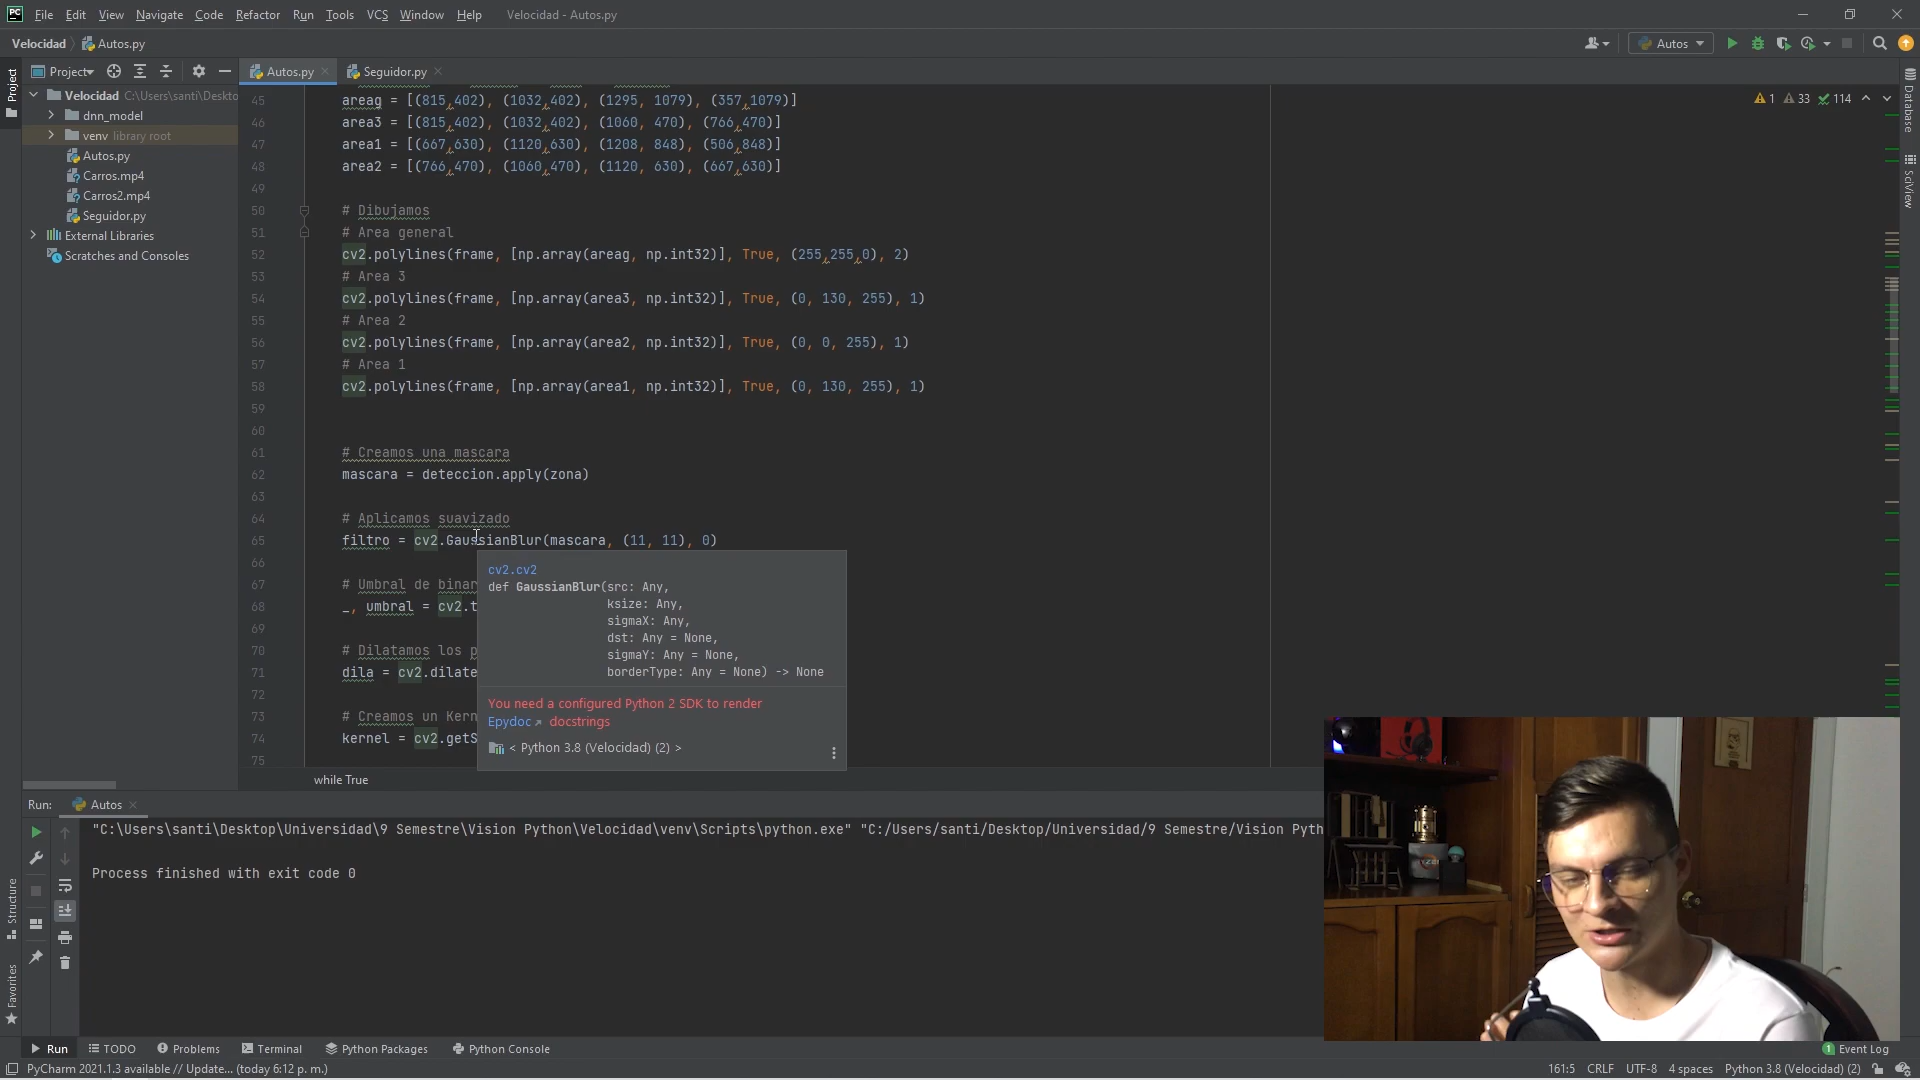 File Edit View Navigate Code Refactor Run Tools VCS Window Help Velocidad - Autos.py
Velocidad Autos.py Autos
Project Autos.py Seguidor.py
Project
Velocidad C:\Users\santi\Deskto
dnn_model
venv library root
Autos.py
Carros.mp4
Carros2.mp4
Seguidor.py
External Libraries
Scratches and Consoles
1 33 114
Database
SciView
45 areag = [(815,402), (1032,402), (1295, 1079), (357,1079)]
46 area3 = [(815,402), (1032,402), (1060, 470), (766,470)]
47 area1 = [(667,630), (1120,630), (1208, 848), (506,848)]
48 area2 = [(766,470), (1060,470), (1120, 630), (667,630)]
49
50 # Dibujamos
51 # Area general
52 cv2.polylines(frame, [np.array(areag, np.int32)], True, (255,255,0), 2)
53 # Area 3
54 cv2.polylines(frame, [np.array(area3, np.int32)], True, (0, 130, 255), 1)
55 # Area 2
56 cv2.polylines(frame, [np.array(area2, np.int32)], True, (0, 0, 255), 1)
57 # Area 1
58 cv2.polylines(frame, [np.array(area1, np.int32)], True, (0, 130, 255), 1)
59
60
61 # Creamos una mascara
62 mascara = deteccion.apply(zona)
63
64 # Aplicamos suavizado
65 filtro = cv2.GaussianBlur(mascara, (11, 11), 0)
66
67 # Umbral de binar
68 _, umbral = cv2.t
69
70 # Dilatamos los p
71 dila = cv2.dilate
72
73 # Creamos un Kern
74 kernel = cv2.getS
75
cv2.cv2
def GaussianBlur(src: Any,
ksize: Any,
sigmaX: Any,
dst: Any = None,
sigmaY: Any = None,
borderType: Any = None) -> None
You need a configured Python 2 SDK to render
Epydoc docstrings
< Python 3.8 (Velocidad) (2) >
while True
Run: Autos
"C:\Users\santi\Desktop\Universidad\9 Semestre\Vision Python\Velocidad\venv\Scripts\python.exe" "C:/Users/santi/Desktop/Universidad/9 Semestre/Vision Pyth
Process finished with exit code 0
Structure
Favorites
Run TODO Problems Terminal Python Packages Python Console 1 Event Log
PyCharm 2021.1.3 available // Update... (today 6:12 p. m.) 161:5 CRLF UTF-8 4 spaces Python 3.8 (Velocidad) (2)